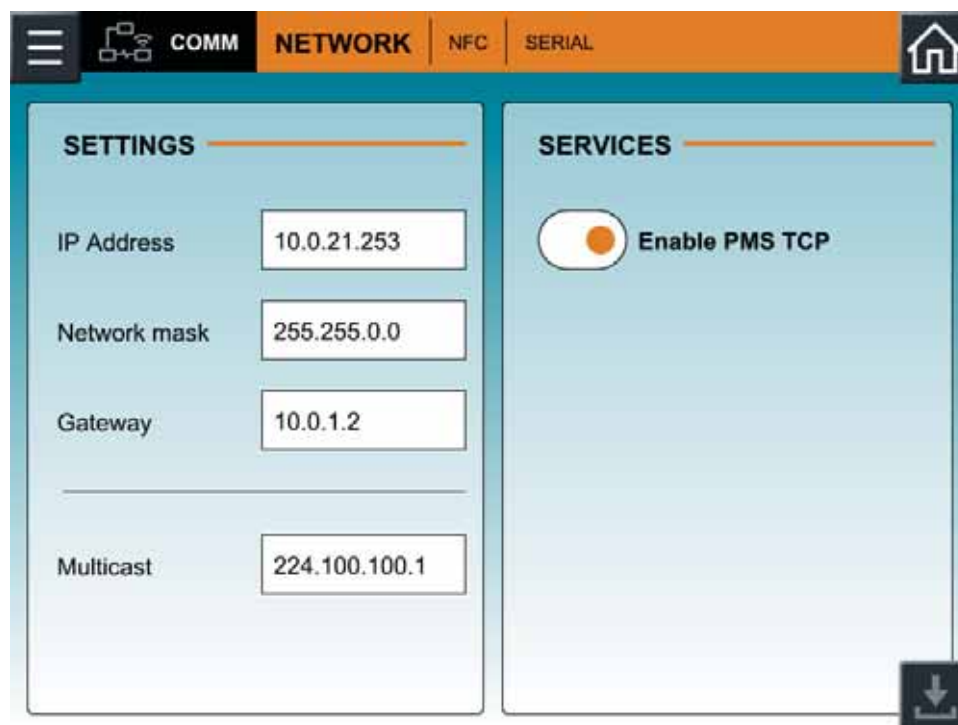 COMM NETWORK NFC SERIAL
SETTINGS
IP Address 10.0.21.253
Network mask 255.255.0.0
Gateway 10.0.1.2
Multicast 224.100.100.1
SERVICES
Enable PMS TCP